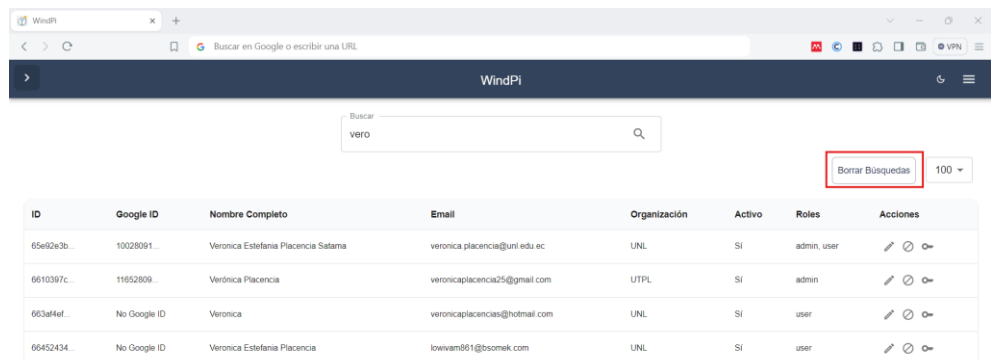 WindPi
Buscar en Google o escribir una URL
VPN
WindPi
Buscar
vero
Borrar Búsquedas
100
ID Google ID Nombre Completo Email Organización Activo Roles Acciones
65e92e3b... 10028091... Veronica Estefania Placencia Satama veronica.placencia@unl.edu.ec UNL Sí admin, user
6610397c... 11652809... Verónica Placencia veronicaplacencia25@gmail.com UTPL Sí admin
663af4ef... No Google ID Veronica veronicaplacencias@hotmail.com UNL Sí user
66452434... No Google ID Veronica Estefania Placencia lowivam861@bsomek.com UNL Sí user